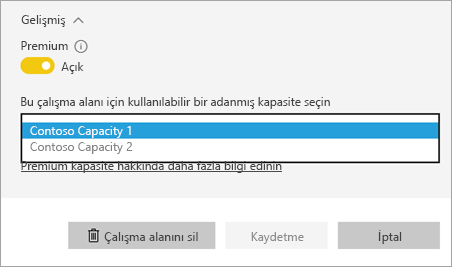 Gelişmiş
Premium
Açık
Bu çalışma alanı için kullanılabilir bir adanmış kapasite seçin
Contoso Capacity 1
Contoso Capacity 2
Premium kapasite hakkında daha fazla bilgi edinin
Çalışma alanını sil Kaydetme İptal